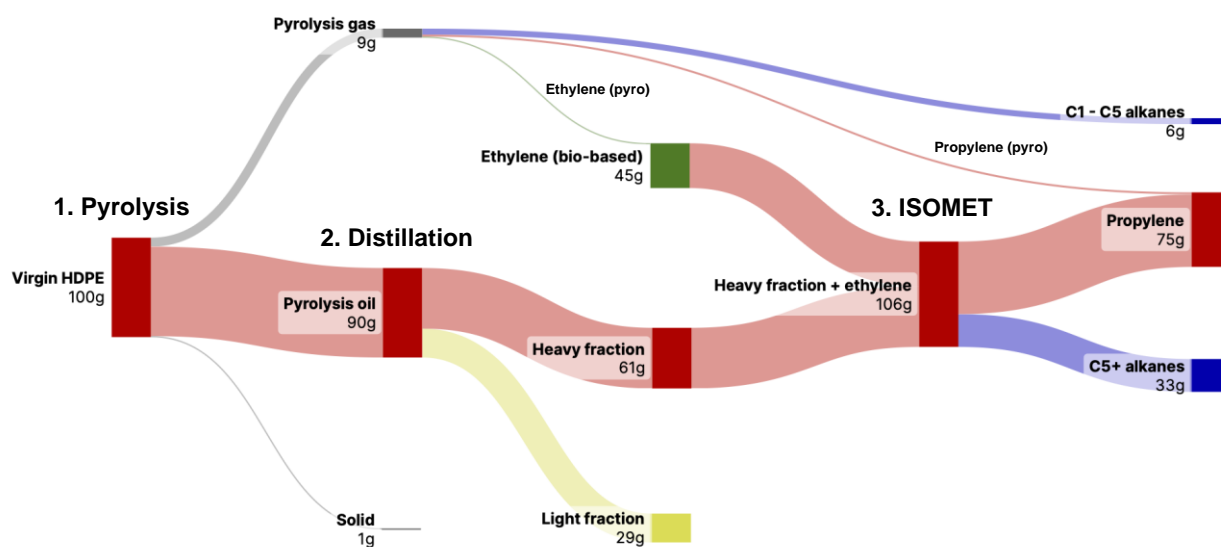 Pyrolysis gas
9g
Ethylene (pyro)
C1 - C5 alkanes
6g
Ethylene (bio-based)
45g
Propylene (pyro)
1. Pyrolysis
2. Distillation
3. ISOMET
Propylene
75g
Virgin HDPE
100g
Pyrolysis oil
90g
Heavy fraction + ethylene
106g
Heavy fraction
61g
C5+ alkanes
33g
Solid
1g
Light fraction
29g